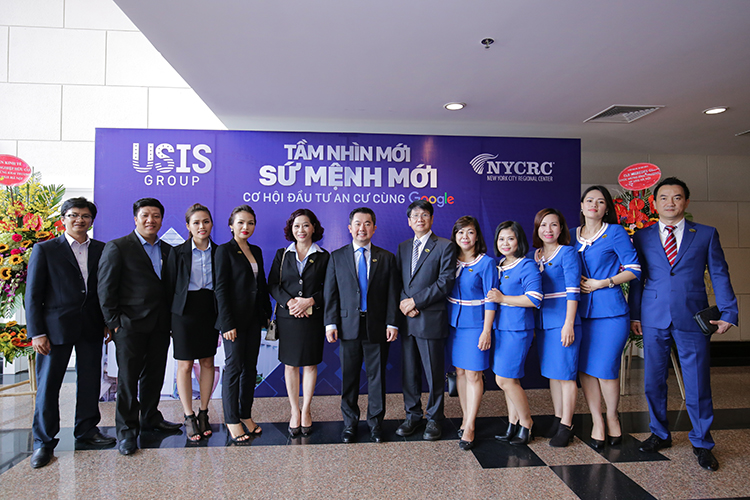 USIS
GROUP
TẦM NHÌN MỚI
SỨ MỆNH MỚI
CƠ HỘI ĐẦU TƯ AN CƯ CÙNG Google
NYCRC
NEW YORK CITY REGIONAL CENTER